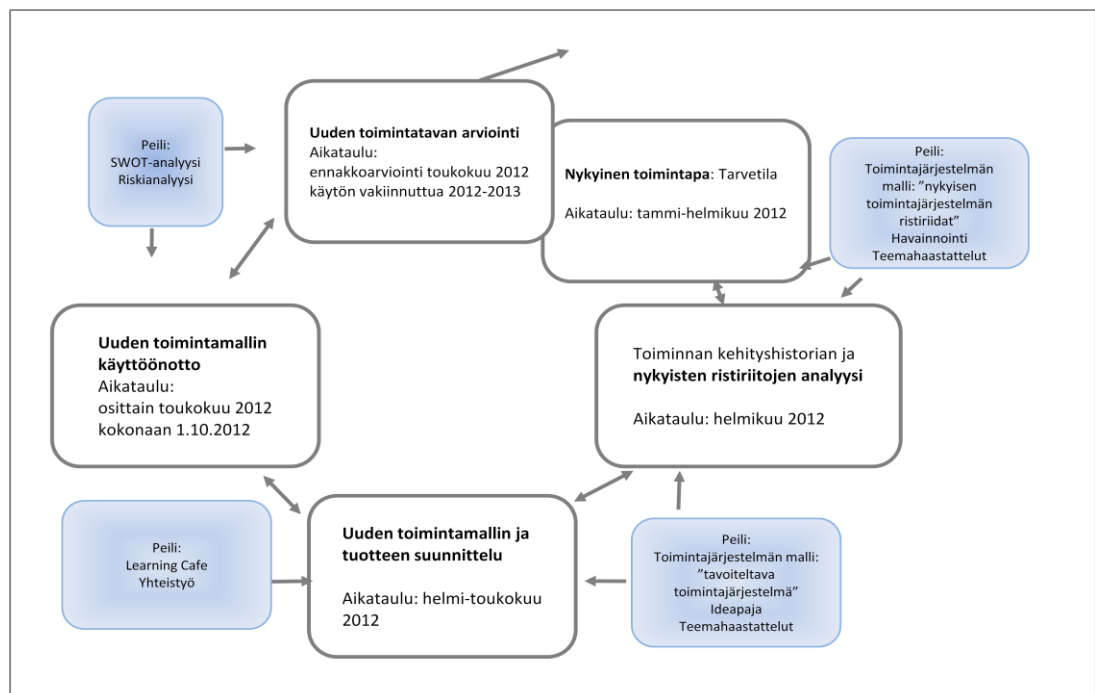 Peili:
SWOT-analyysi
Riskianalyysi
Uuden toimintatavan arviointi
Aikataulu:
ennakkoarviointi toukokuu 2012
käytön vakiinnuttua 2012-2013
Nykyinen toimintapa: Tarvetila
Aikataulu: tammi-helmikuu 2012
Peili:
Toimintajärjestelmän
malli: ”nykyisen
toimintajärjestelmän
ristiriidat”
Havainnointi
Teemahaastattelut
Uuden toimintamallin
käyttöönotto
Aikataulu:
osittain toukokuu 2012
kokonaan 1.10.2012
Toiminnan kehityshistorian ja
nykyisten ristiriitojen analyysi
Aikataulu: helmikuu 2012
Peili:
Learning Cafe
Yhteistyö
Uuden toimintamallin ja
tuotteen suunnittelu
Aikataulu: helmi-toukokuu
2012
Peili:
Toimintajärjestelmän malli:
”tavoiteltava
toimintajärjestelmä”
Ideapaja
Teemahaastattelut